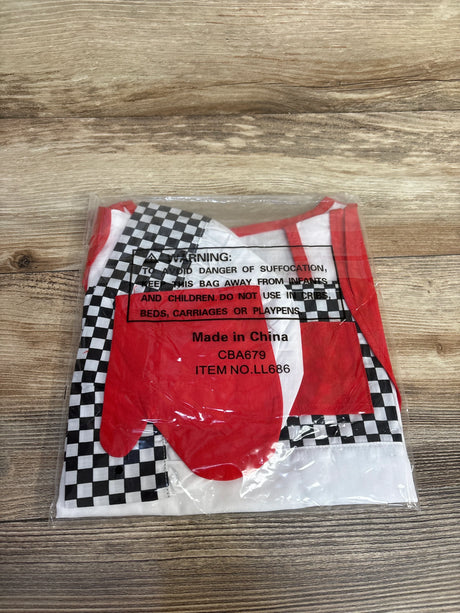 WARNING:
TO AVOID DANGER OF SUFFOCATION,
KEEP THIS BAG AWAY FROM INFANTS
AND CHILDREN. DO NOT USE IN CRIBS,
BEDS, CARRIAGES OR PLAYPENS
Made in China
CBA679
ITEM NO.LL686